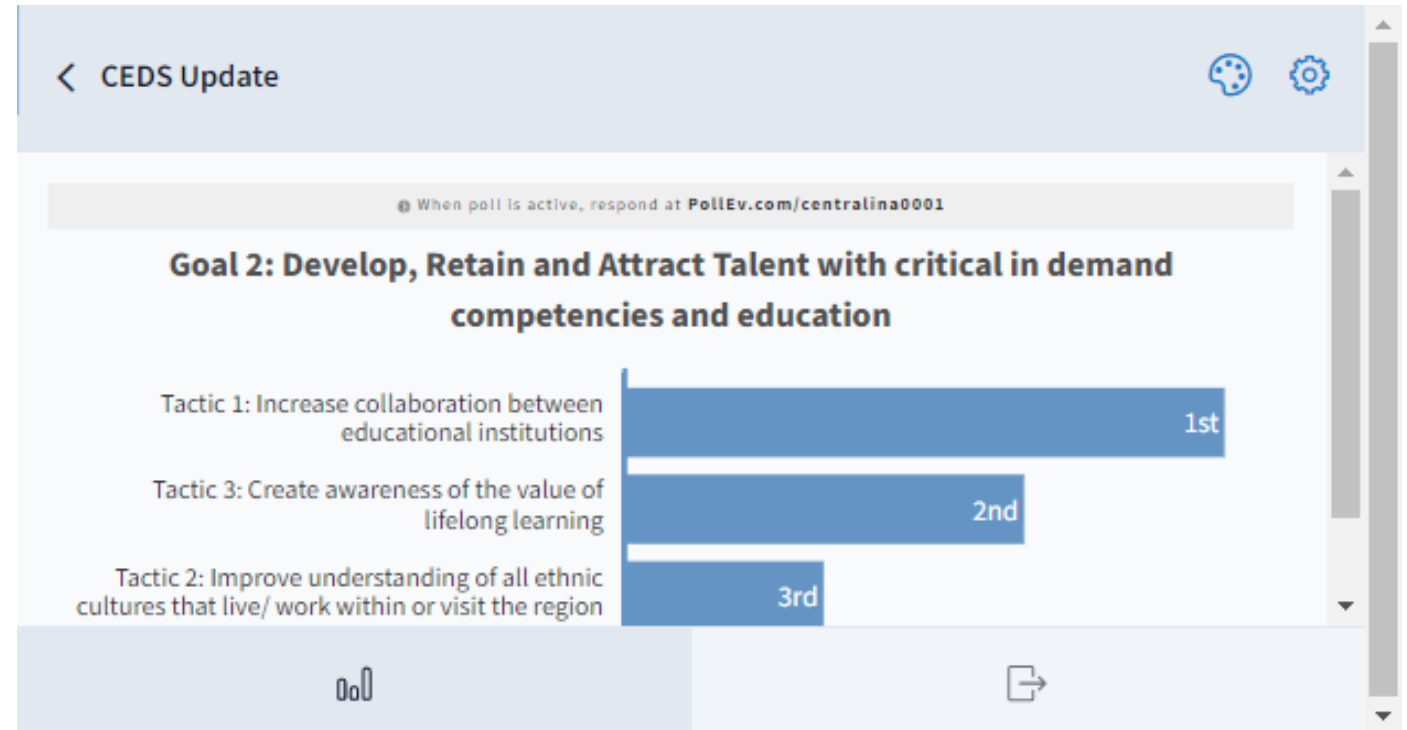 CEDS Update
When poll is active, respond at PollEv.com/centralina0001
Goal 2: Develop, Retain and Attract Talent with critical in demand
competencies and education
Tactic 1: Increase collaboration between
educational institutions
1st
Tactic 3: Create awareness of the value of
lifelong learning
2nd
Tactic 2: Improve understanding of all ethnic
cultures that live/ work within or visit the region
3rd